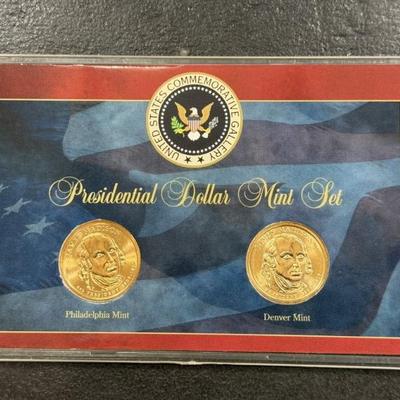 UNITED STATES COMMEMORATIVE GALLERY
Presidential Dollar Mint Set
Philadelphia Mint
Denver Mint